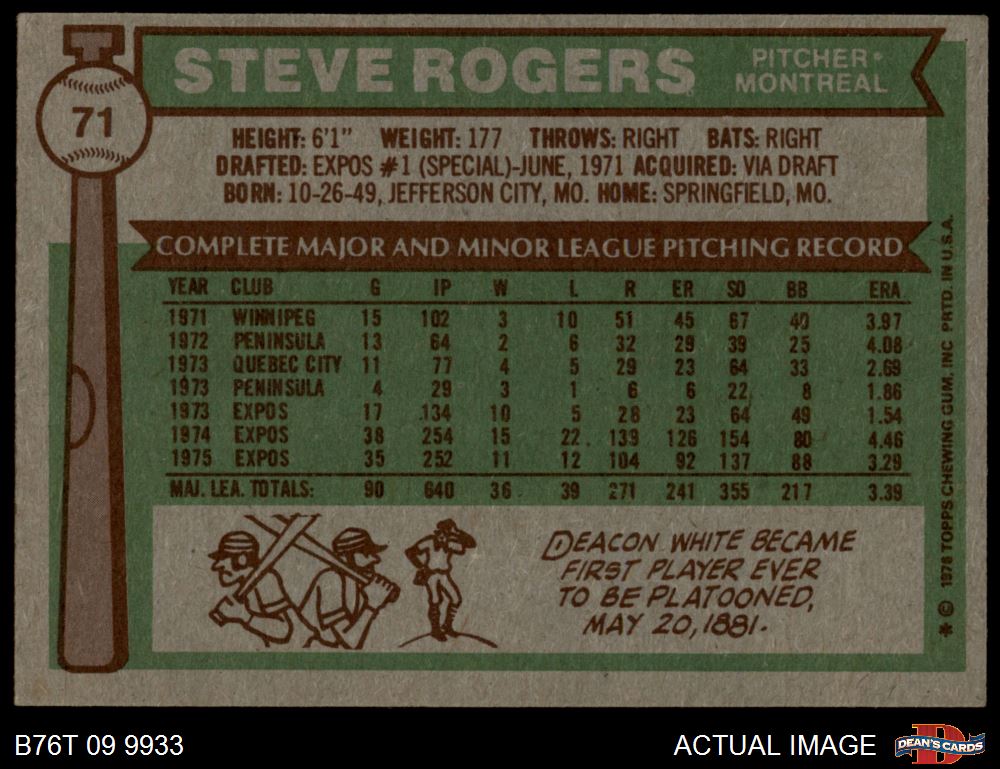 STEVE ROGERS
PITCHER•
MONTREAL
71
HEIGHT: 6'1" WEIGHT: 177 THROWS: RIGHT BATS: RIGHT
DRAFTED: EXPOS #1 (SPECIAL)-JUNE, 1971 ACQUIRED: VIA DRAFT
BORN: 10-26-49, JEFFERSON CITY, MO. HOME: SPRINGFIELD, MO.
COMPLETE MAJOR AND MINOR LEAGUE PITCHING RECORD
YEAR CLUB G IP W L R ER SO BB ERA
1971 WINNIPEG 15 102 3 10 51 45 67 40 3.97
1972 PENINSULA 13 64 2 6 32 29 39 25 4.08
1973 QUEBEC CITY 11 77 4 5 29 23 64 33 2.69
1973 PENINSULA 4 29 3 1 6 6 22 8 1.86
1973 EXPOS 17 134 10 5 28 23 64 49 1.54
1974 EXPOS 38 254 15 22 139 126 154 80 4.46
1975 EXPOS 35 252 11 12 104 92 137 88 3.29
MAJ. LEA. TOTALS: 90 640 36 39 271 241 355 217 3.39
DEACON WHITE BECAME
FIRST PLAYER EVER
TO BE PLATOONED,
MAY 20, 1881.
* © 1976 TOPPS CHEWING GUM, INC PRTD. IN U.S.A.
B76T 09 9933
ACTUAL IMAGE
D
DEAN'S CARDS